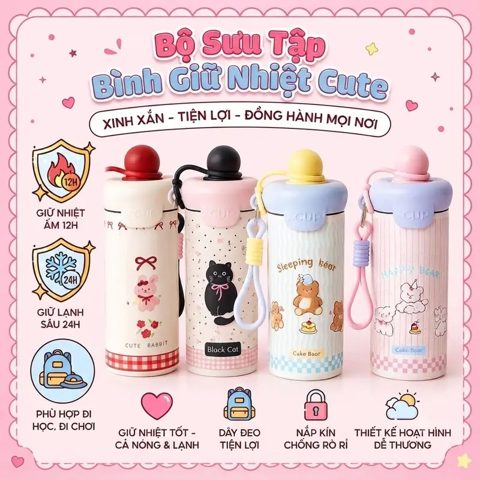 Bộ Sưu Tập
Bình Giữ Nhiệt Cute
XINH XẮN - TIỆN LỢI - ĐỒNG HÀNH MỌI NƠI
12H
GIỮ NHIỆT
ẤM 12H
24H
GIỮ LẠNH
SÂU 24H
PHÙ HỢP ĐI
HỌC, ĐI CHƠI
CUTE RABBIT
Black Cat
CUP
Sleeping Bear
Cake Baor
CUP
HAPPY BEAR
Cake Baor
GIỮ NHIỆT TỐT -
CẢ NÓNG & LẠNH
DÂY ĐEO
TIỆN LỢI
NẮP KÍN
CHỐNG RÒ RỈ
THIẾT KẾ HOẠT HÌNH
DỄ THƯƠNG